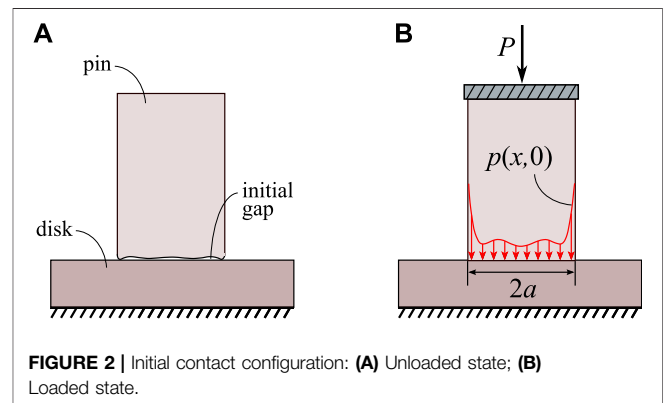 A
pin
initial
gap
disk
B
P
p(x,0)
2a
FIGURE 2 | Initial contact configuration: (A) Unloaded state; (B)
Loaded state.